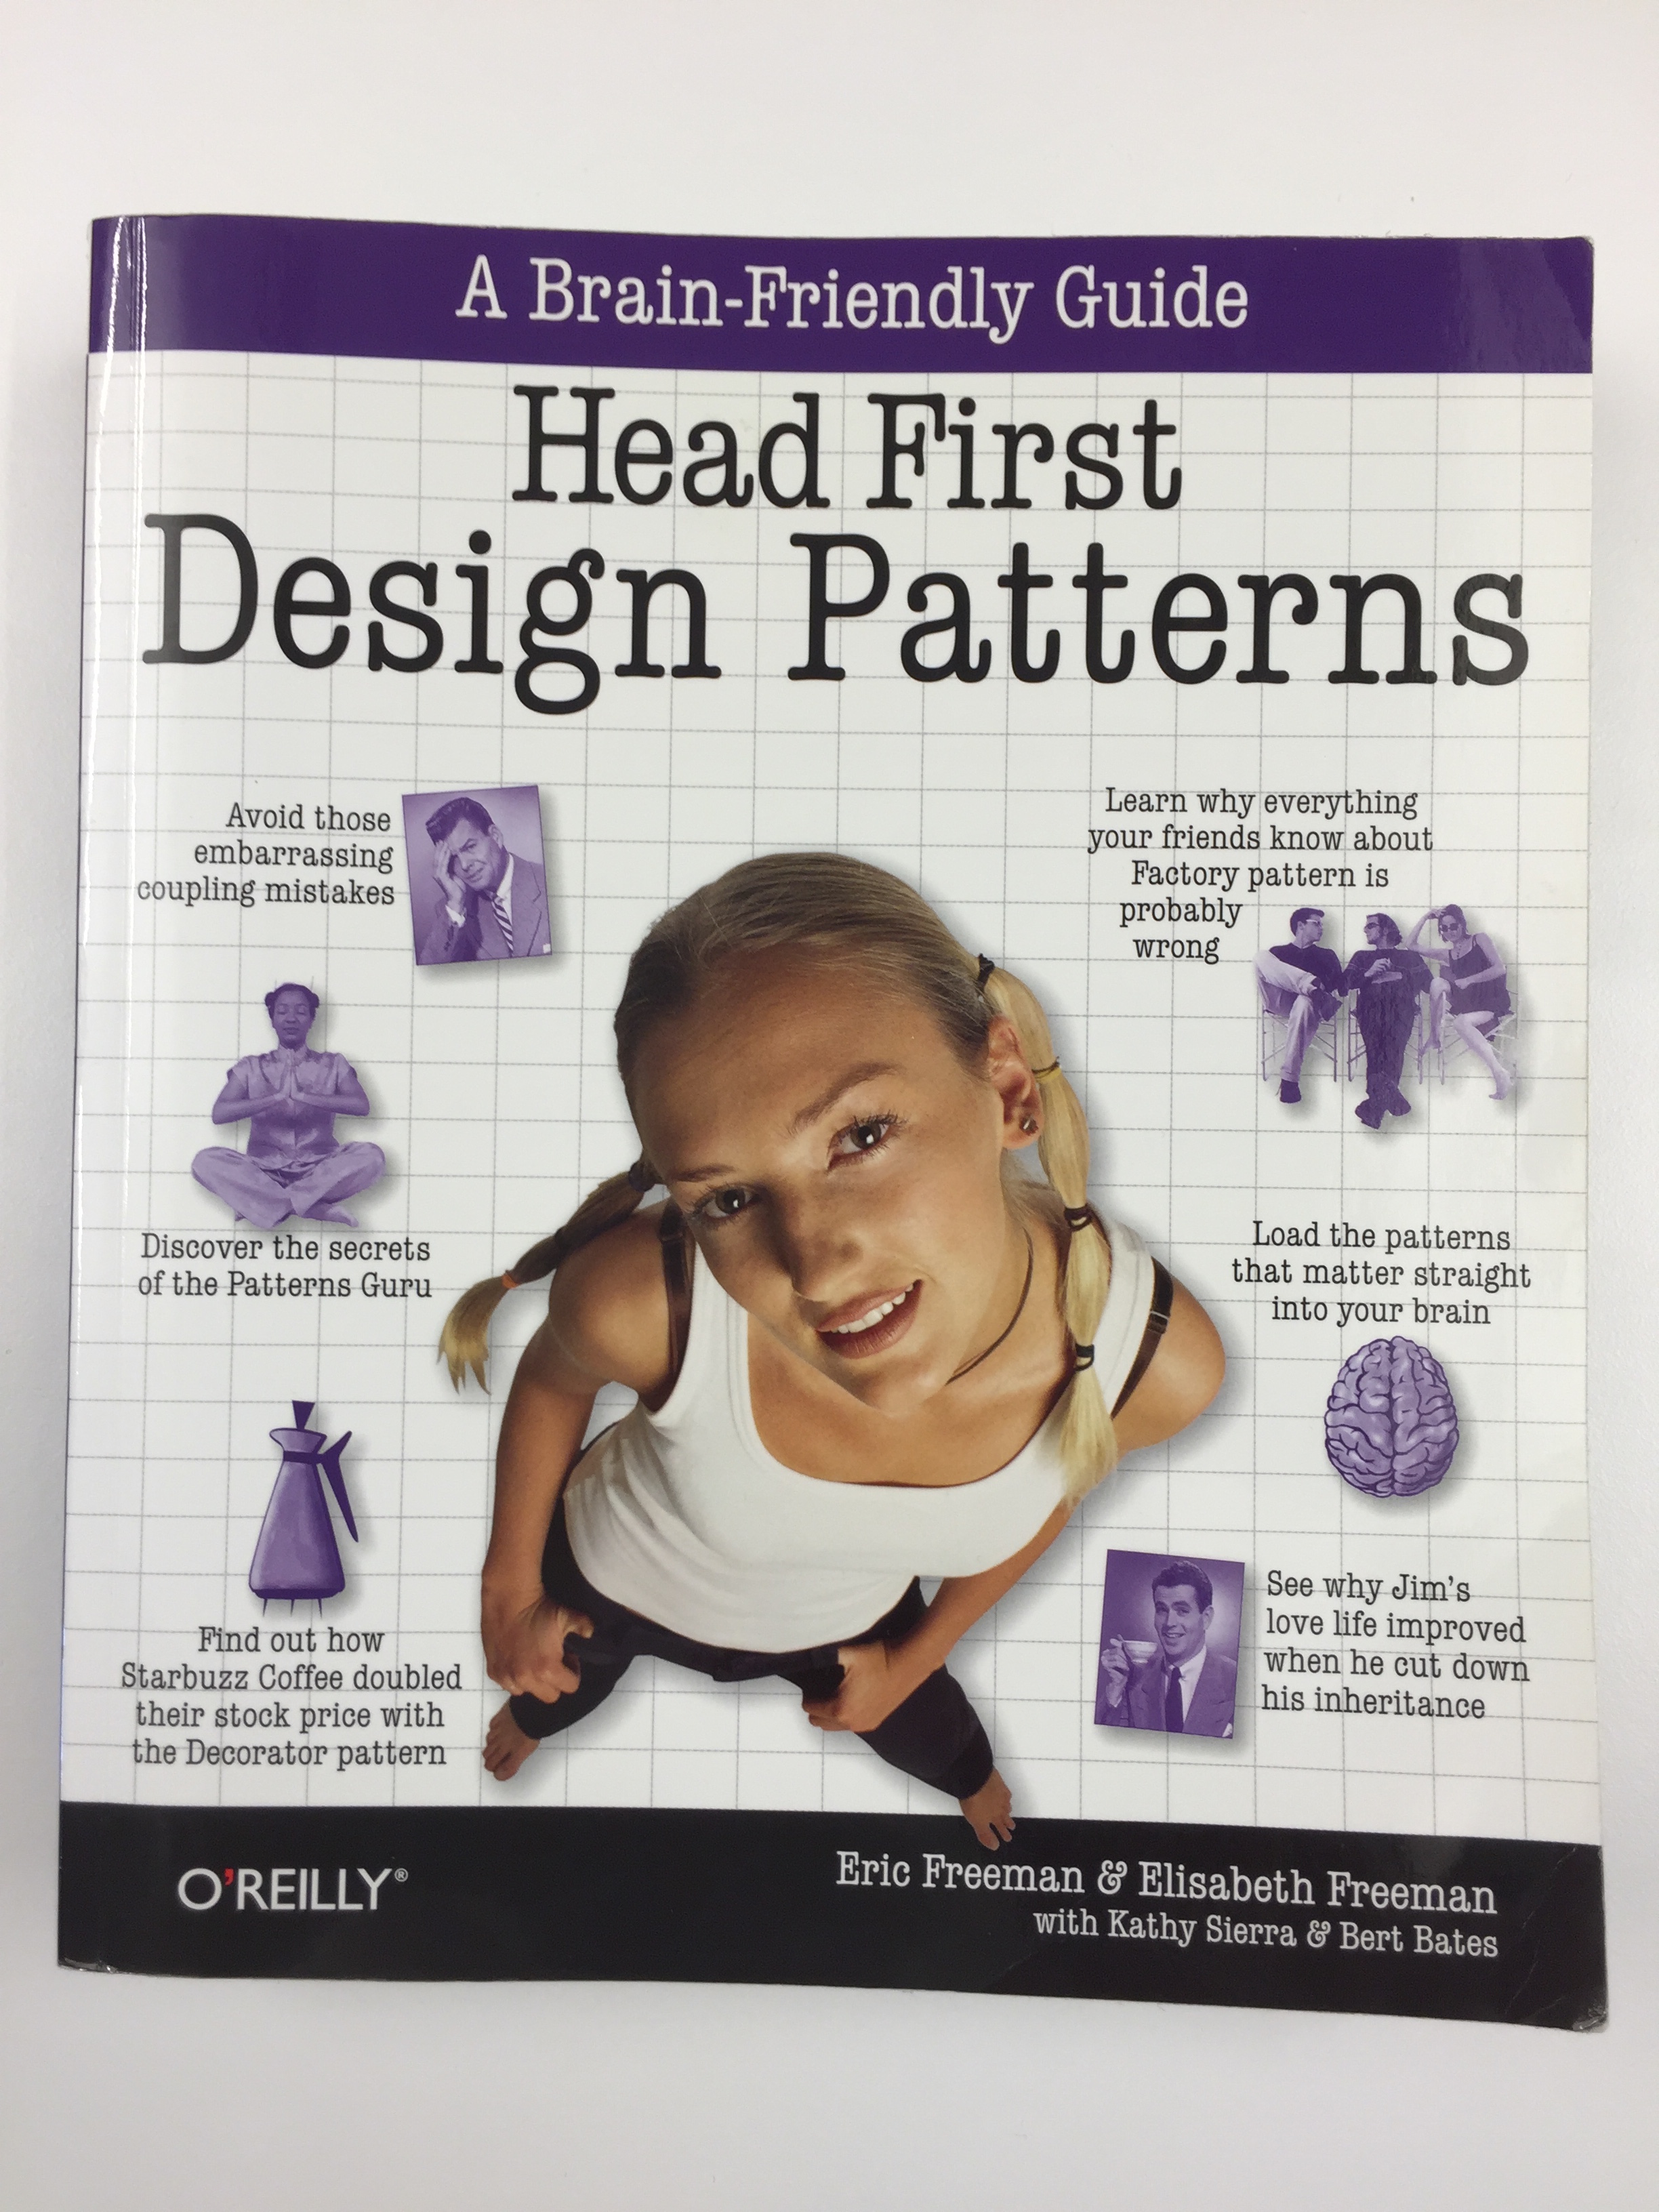 A Brain-Friendly Guide
Head First
Design Patterns
Avoid those
embarrassing
coupling mistakes
Learn why everything
your friends know about
Factory pattern is
probably
wrong
Discover the secrets
of the Patterns Guru
Load the patterns
that matter straight
into your brain
Find out how
Starbuzz Coffee doubled
their stock price with
the Decorator pattern
See why Jim's
love life improved
when he cut down
his inheritance
O'REILLY®
Eric Freeman & Elisabeth Freeman
with Kathy Sierra & Bert Bates